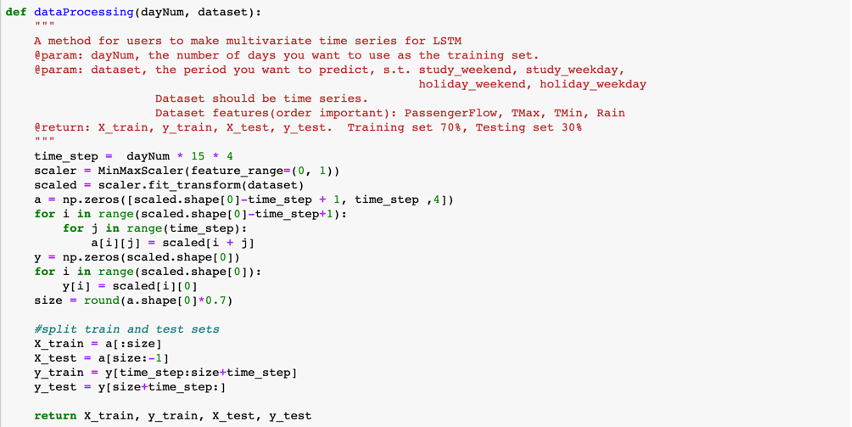 def dataProcessing(dayNum, dataset):
"""
A method for users to make multivariate time series for LSTM
@param: dayNum, the number of days you want to use as the training set.
@param: dataset, the period you want to predict, s.t. study_weekend, study_weekday,
holiday_weekend, holiday_weekday
Dataset should be time series.
Dataset features(order important): PassengerFlow, TMax, TMin, Rain
@return: X_train, y_train, X_test, y_test.  Training set 70%, Testing set 30%
"""
time_step =  dayNum * 15 * 4
scaler = MinMaxScaler(feature_range=(0, 1))
scaled = scaler.fit_transform(dataset)
a = np.zeros([scaled.shape[0]-time_step + 1, time_step ,4])
for i in range(scaled.shape[0]-time_step+1):
for j in range(time_step):
a[i][j] = scaled[i + j]
y = np.zeros(scaled.shape[0])
for i in range(scaled.shape[0]):
y[i] = scaled[i][0]
size = round(a.shape[0]*0.7)
#split train and test sets
X_train = a[:size]
X_test = a[size:-1]
y_train = y[time_step:size+time_step]
y_test = y[size+time_step:]
return X_train, y_train, X_test, y_test